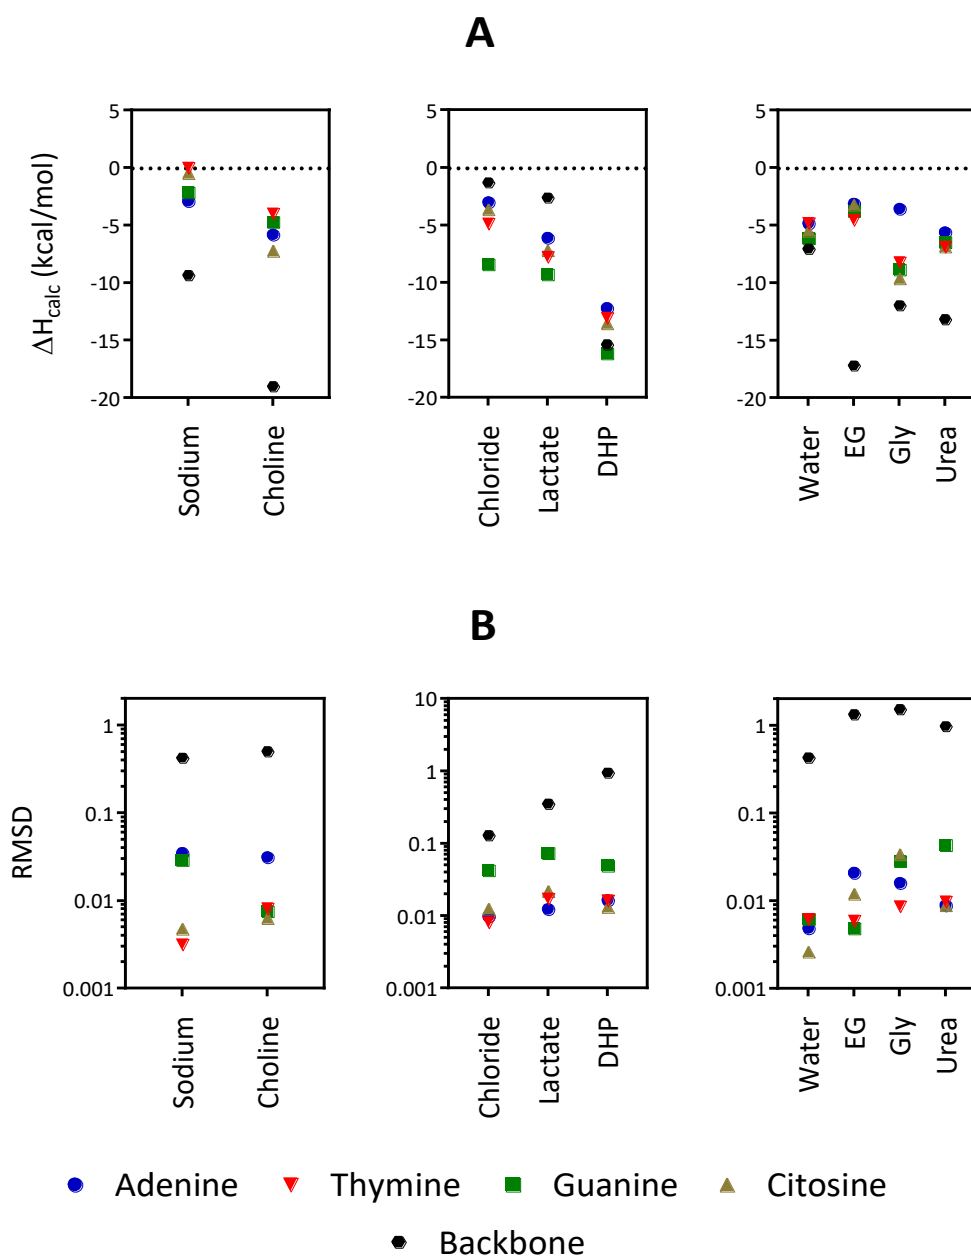 A
ΔHcalc (kcal/mol)
5
0
-5
-10
-15
-20
Sodium
Choline
5
0
-5
-10
-15
-20
Chloride
Lactate
DHP
5
0
-5
-10
-15
-20
Water
EG
Gly
Urea
B
RMSD
1
0.1
0.01
0.001
Sodium
Choline
10
1
0.1
0.01
0.001
Chloride
Lactate
DHP
1
0.1
0.01
0.001
Water
EG
Gly
Urea
Adenine Thymine Guanine Citosine
Backbone